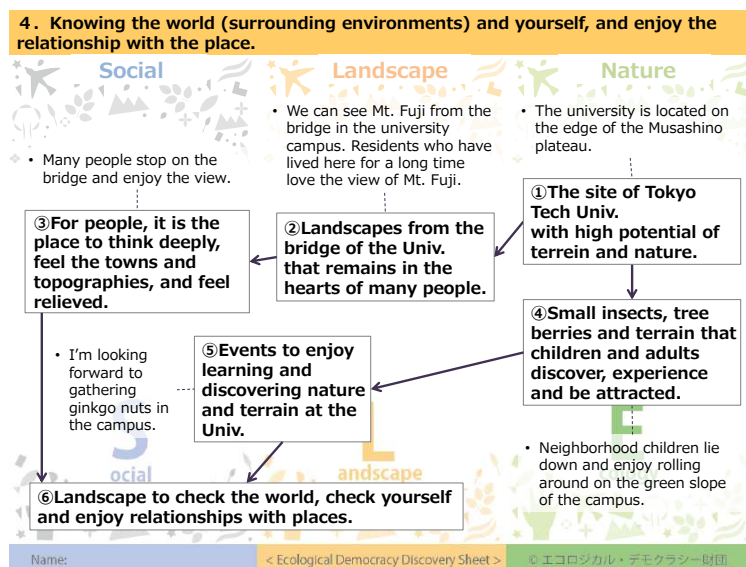 ４．Knowing the world (surrounding environments) and yourself, and enjoy the
relationship with the place.
Social
Landscape
Nature
• Many people stop on the
bridge and enjoy the view.
• We can see Mt. Fuji from the
bridge in the university
campus. Residents who have
lived here for a long time
love the view of Mt. Fuji.
• The university is located on
the edge of the Musashino
plateau.
①The site of Tokyo
Tech Univ.
with high potential of
terrein and nature.
②Landscapes from the
bridge of the Univ.
that remains in the
hearts of many people.
③For people, it is the
place to think deeply,
feel the towns and
topographies, and feel
relieved.
④Small insects, tree
berries and terrain that
children and adults
discover, experience
and be attracted.
⑤Events to enjoy
learning and
discovering nature
and terrain at the
Univ.
• I’m looking
forward to
gathering
ginkgo nuts in
the campus.
• Neighborhood children lie
down and enjoy rolling
around on the green slope
of the campus.
S
ocial
L
andscape
E
⑥Landscape to check the world, check yourself
and enjoy relationships with places.
Name:
< Ecological Democracy Discovery Sheet >
© エコロジカル・デモクラシー財団